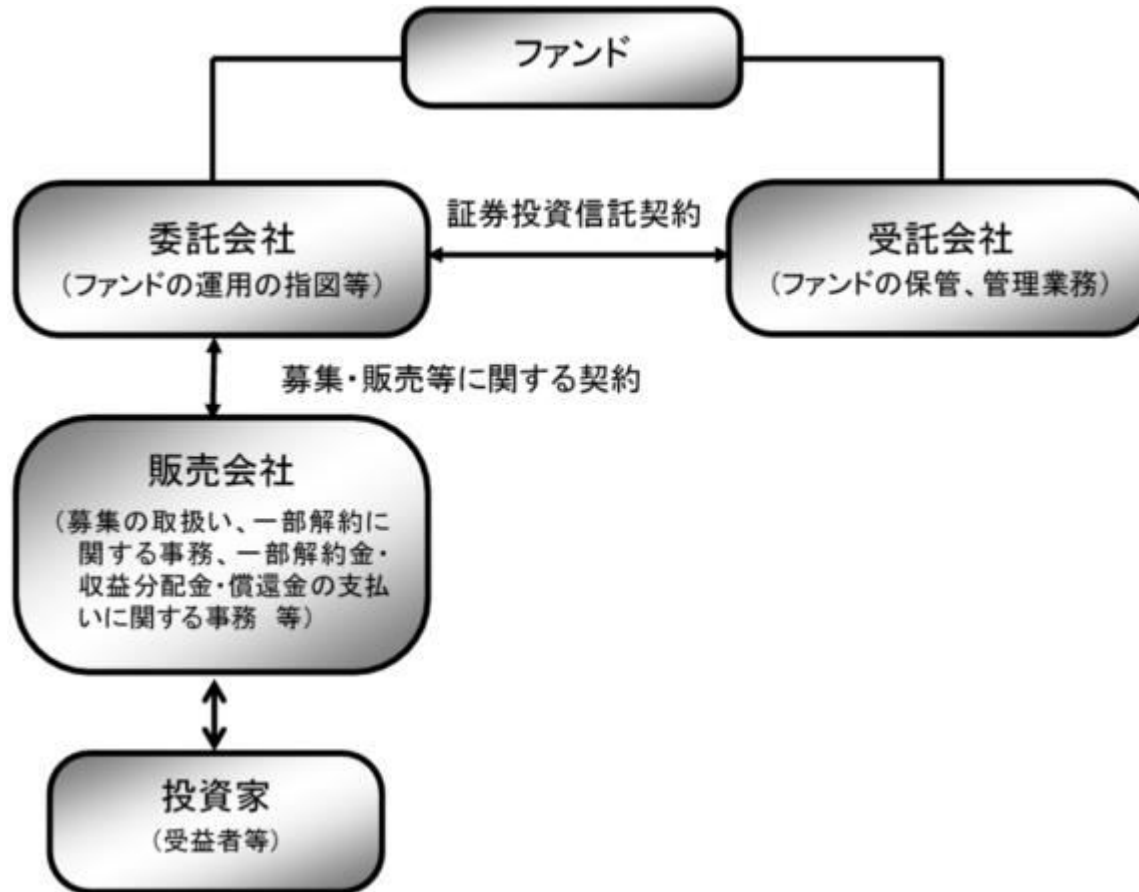 ファンド
委託会社
（ファンドの運用の指図等）
証券投資信託契約
受託会社
（ファンドの保管、管理業務）
募集・販売等に関する契約
販売会社
（募集の取扱い、一部解約に
関する事務、一部解約金・
収益分配金・償還金の支払
いに関する事務 等）
投資家
（受益者等）